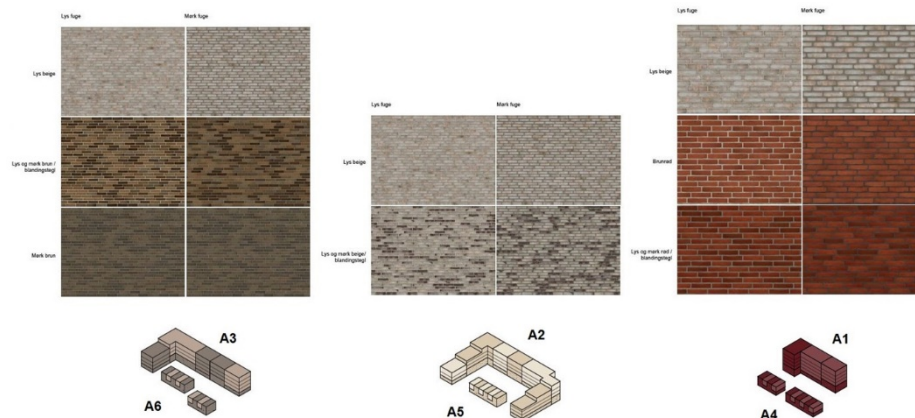 Lys fuge
Mørk fuge
Lys beige
Lys og mørk brun /
blandingstegl
Mørk brun
A3
A6
Lys fuge
Mørk fuge
Lys beige
Lys og mørk beige/
blandingstegl
A2
A5
Lys fuge
Mørk fuge
Lys beige
Brunrød
Lys og mørk rød /
blandingstegl
A1
A4